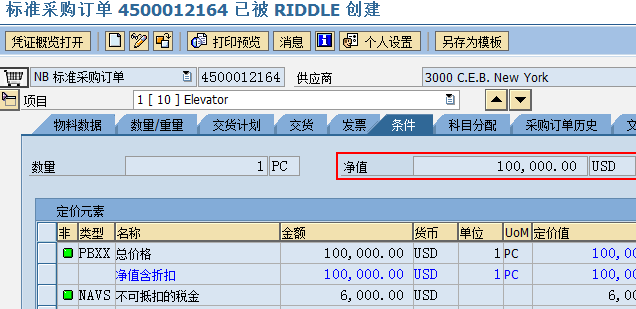 标准采购订单 4500012164 已被 RIDDLE 创建
凭证概览打开 打印预览 消息 个人设置 另存为模板
NB 标准采购订单 4500012164 供应商 3000 C.E.B. New York
项目 1 [ 10 ] Elevator
物料数据 数量/重量 交货计划 交货 发票 条件 科目分配 采购订单历史
数量 1 PC 净值 100,000.00 USD
定价元素
非 类型 名称 金额 货币 单位 UoM 定价值
PBXX 总价格 100,000.00 USD 1 PC 100,
净值含折扣 100,000.00 USD 1 PC 100,
NAVS 不可抵扣的税金 6,000.00 USD 6,